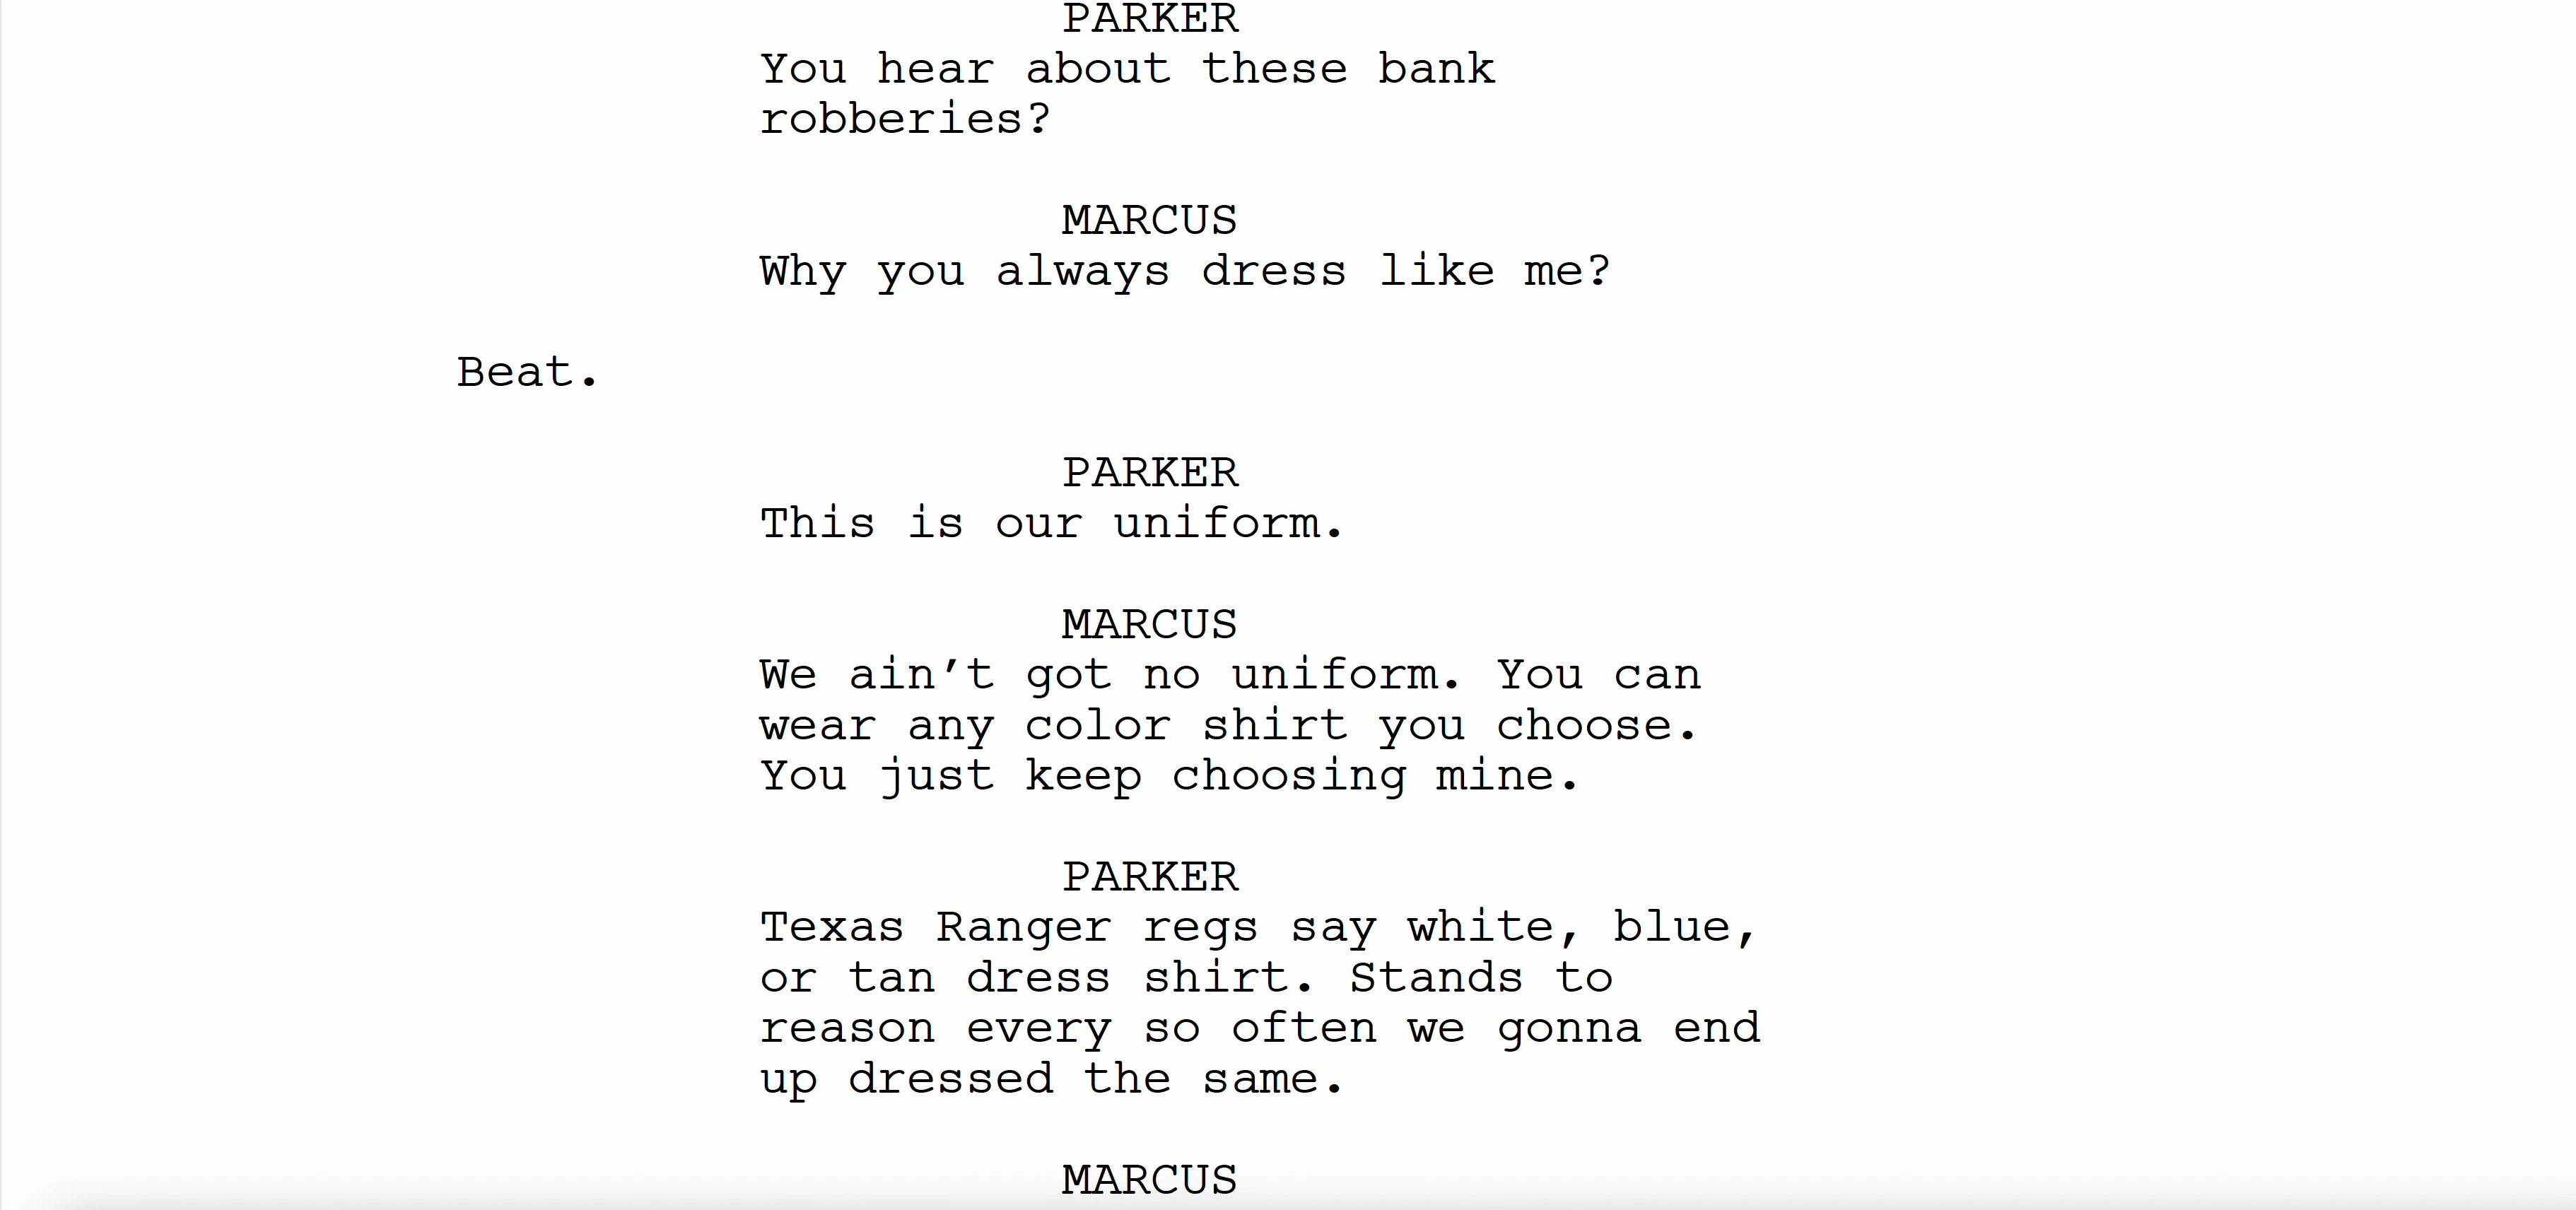 PARKER
You hear about these bank
robberies?
MARCUS
Why you always dress like me?
Beat.
PARKER
This is our uniform.
MARCUS
We ain’t got no uniform. You can
wear any color shirt you choose.
You just keep choosing mine.
PARKER
Texas Ranger regs say white, blue,
or tan dress shirt. Stands to
reason every so often we gonna end
up dressed the same.
MARCUS